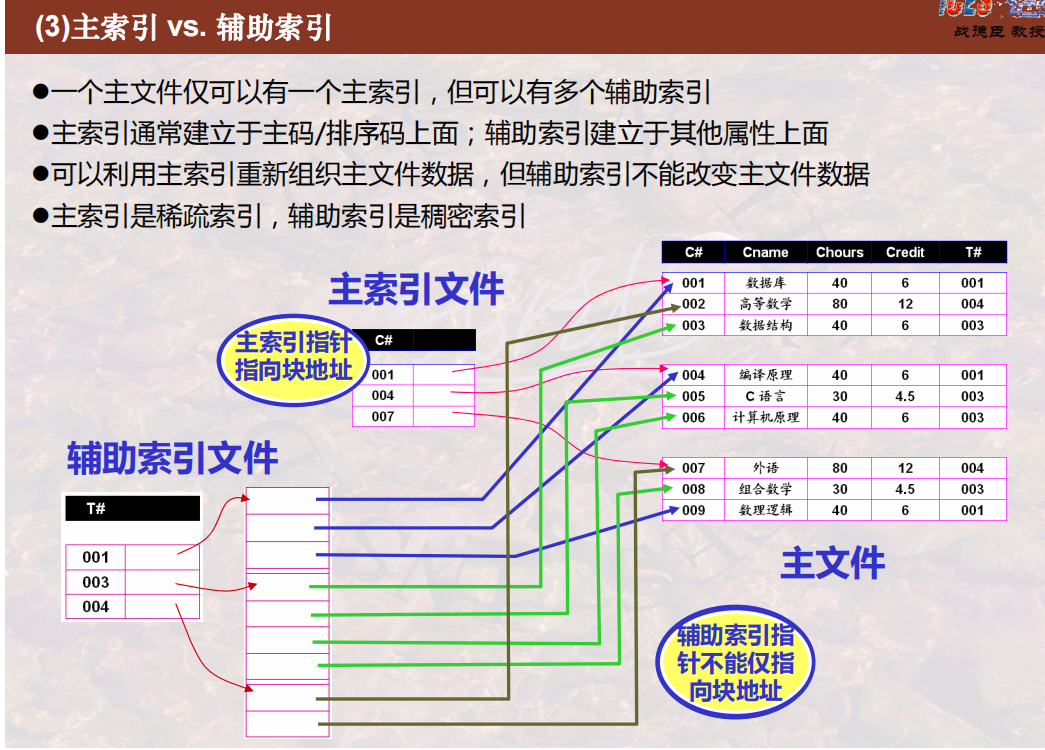 (3)主索引 vs. 辅助索引
战德臣 教授
●一个主文件仅可以有一个主索引，但可以有多个辅助索引
●主索引通常建立于主码/排序码上面；辅助索引建立于其他属性上面
●可以利用主索引重新组织主文件数据，但辅助索引不能改变主文件数据
●主索引是稀疏索引，辅助索引是稠密索引
C# Cname Chours Credit T#
001 数据库 40 6 001
002 高等数学 80 12 004
003 数据结构 40 6 003
004 编译原理 40 6 001
005 C 语言 30 4.5 003
006 计算机原理 40 6 003
007 外语 80 12 004
008 组合数学 30 4.5 003
009 数理逻辑 40 6 001
主文件
主索引文件
主索引指针
指向块地址
C#
001
004
007
辅助索引文件
T#
001
003
004
辅助索引指
针不能仅指
向块地址